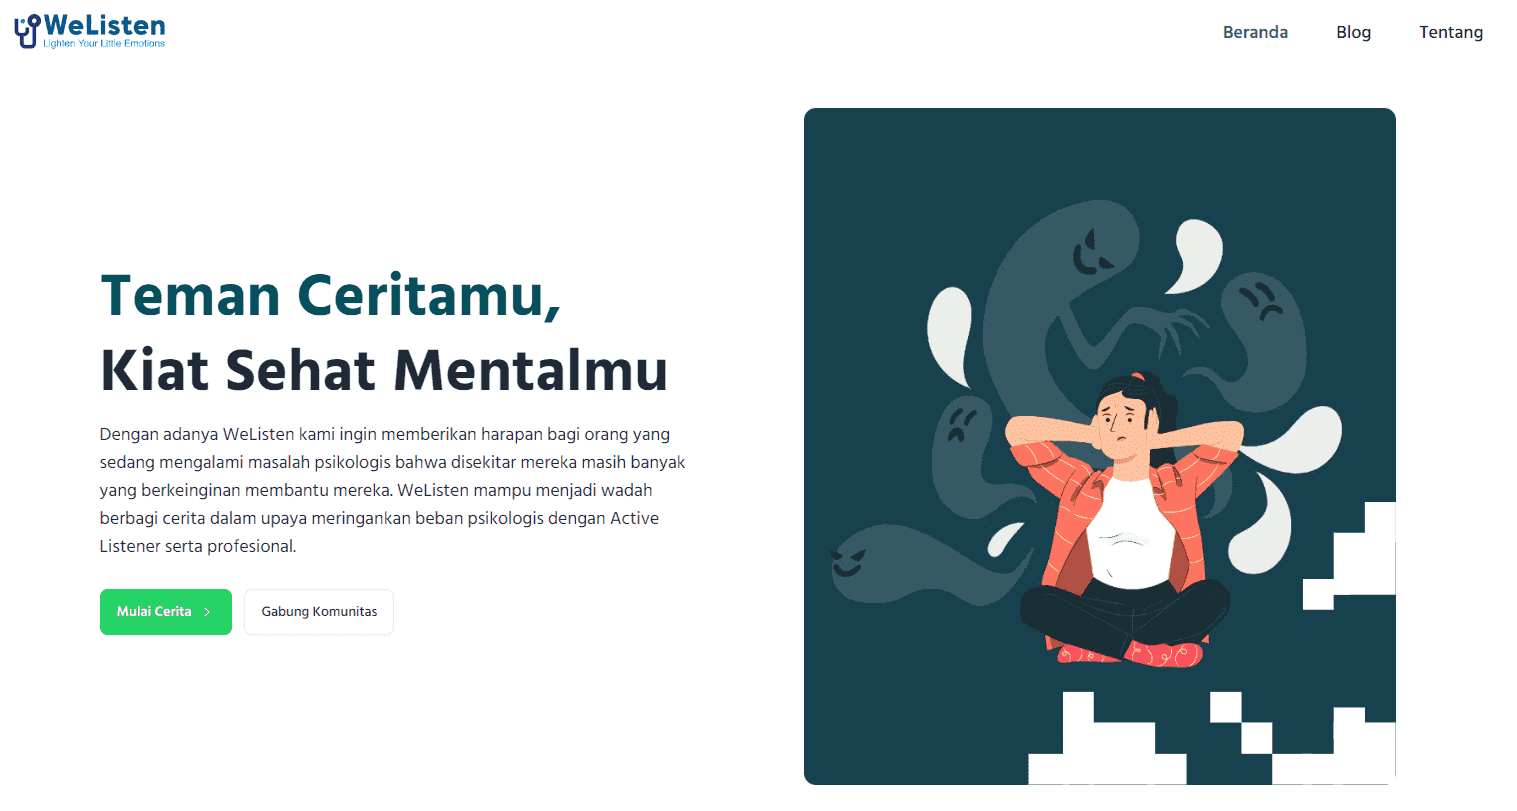 WeListen
Lighten Your Little Emotions
Beranda
Blog
Tentang
Teman Ceritamu,
Kiat Sehat Mentalmu
Dengan adanya WeListen kami ingin memberikan harapan bagi orang yang
sedang mengalami masalah psikologis bahwa disekitar mereka masih banyak
yang berkeinginan membantu mereka. WeListen mampu menjadi wadah
berbagi cerita dalam upaya meringankan beban psikologis dengan Active
Listener serta profesional.
Mulai Cerita
Gabung Komunitas